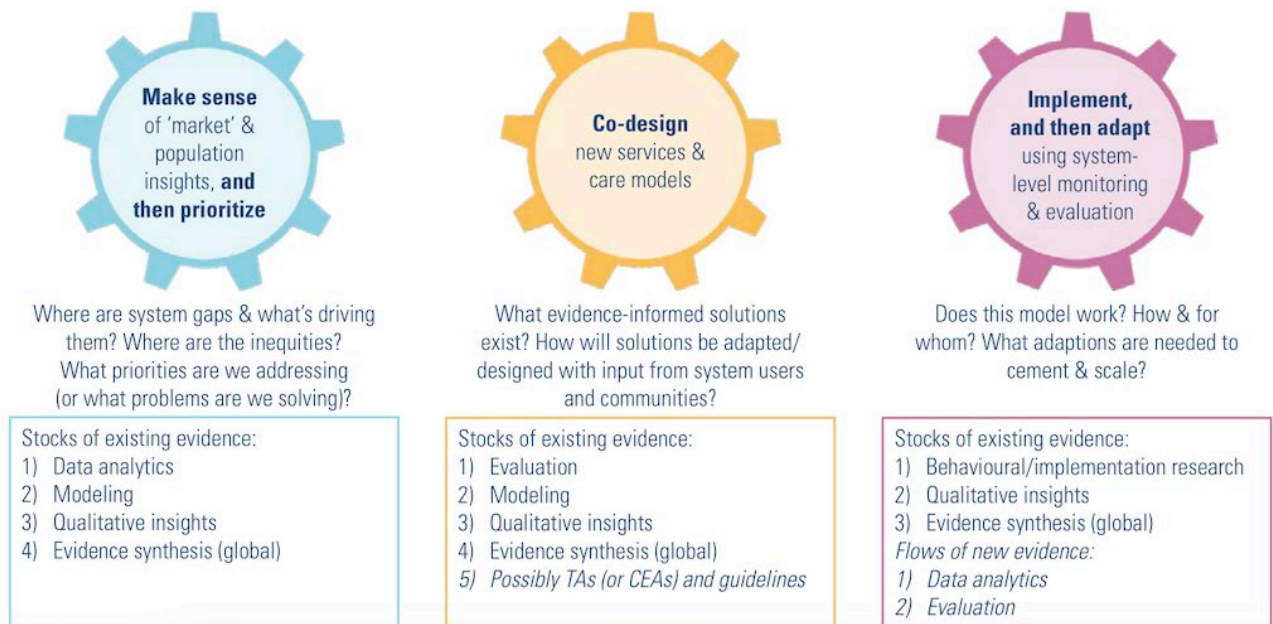 Make sense
of 'market' &
population
insights, and
then prioritize
Where are system gaps & what's driving
them? Where are the inequities?
What priorities are we addressing
(or what problems are we solving)?
Stocks of existing evidence:
1) Data analytics
2) Modeling
3) Qualitative insights
4) Evidence synthesis (global)
Co-design
new services &
care models
What evidence-informed solutions
exist? How will solutions be adapted/
designed with input from system users
and communities?
Stocks of existing evidence:
1) Evaluation
2) Modeling
3) Qualitative insights
4) Evidence synthesis (global)
5) Possibly TAs (or CEAs) and guidelines
Implement,
and then adapt
using system-
level monitoring
& evaluation
Does this model work? How & for
whom? What adaptions are needed to
cement & scale?
Stocks of existing evidence:
1) Behavioural/implementation research
2) Qualitative insights
3) Evidence synthesis (global)
Flows of new evidence:
1) Data analytics
2) Evaluation